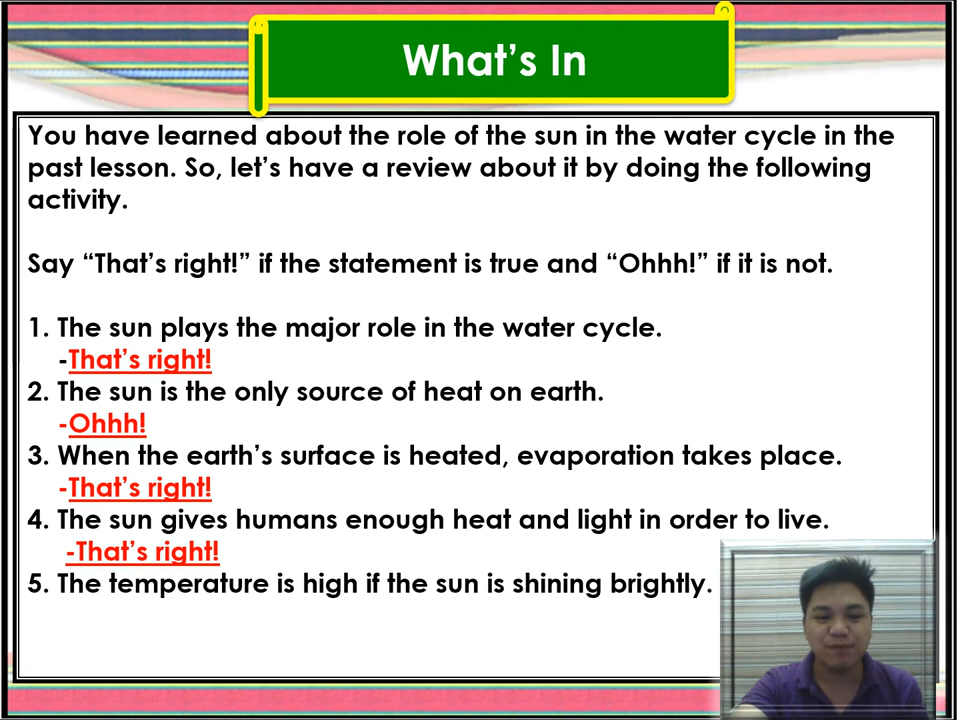 What’s In
You have learned about the role of the sun in the water cycle in the
past lesson. So, let’s have a review about it by doing the following
activity.
Say “That’s right!” if the statement is true and “Ohhh!” if it is not.
1. The sun plays the major role in the water cycle.
-That’s right!
2. The sun is the only source of heat on earth.
-Ohhh!
3. When the earth’s surface is heated, evaporation takes place.
-That’s right!
4. The sun gives humans enough heat and light in order to live.
-That’s right!
5. The temperature is high if the sun is shining brightly.